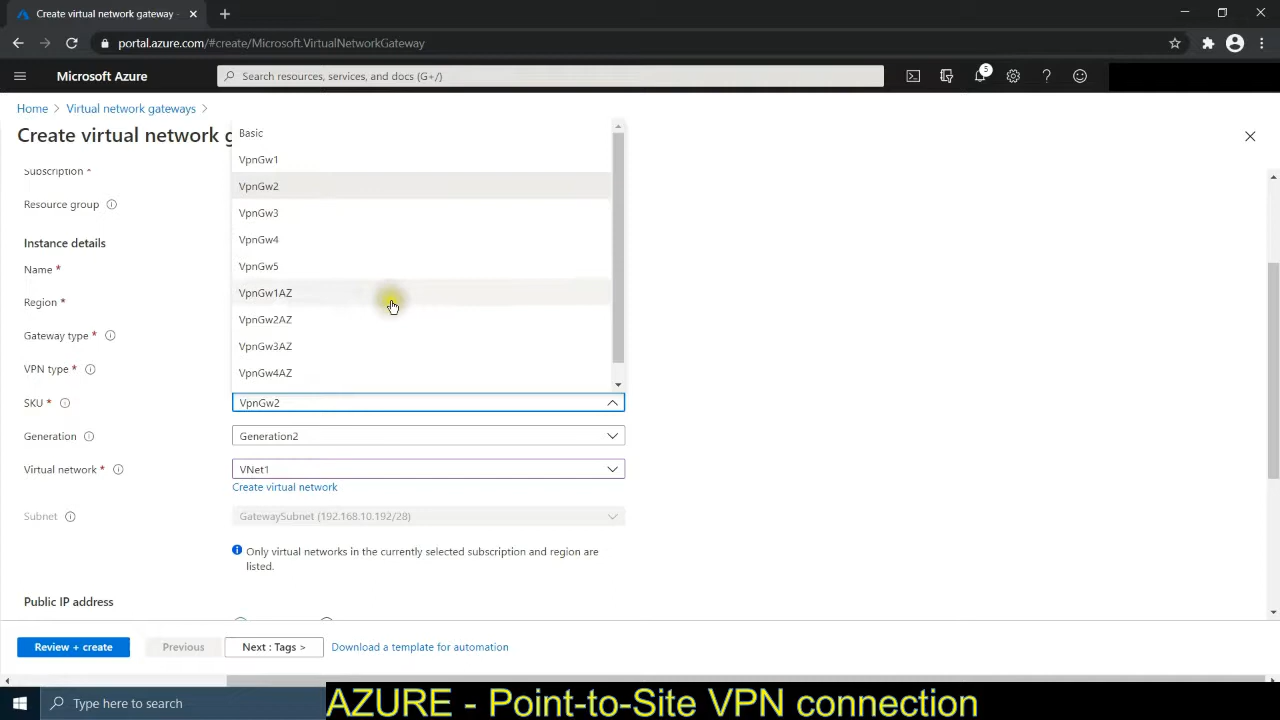 Create virtual network gateway
portal.azure.com/#create/Microsoft.VirtualNetworkGateway
Microsoft Azure
Search resources, services, and docs (G+/)
5
Home
Virtual network gateways
Create virtual network g
Subscription *
Resource group
Instance details
Name *
Region *
Gateway type *
VPN type *
SKU *
Generation
Virtual network *
Subnet
Basic
VpnGw1
VpnGw2
VpnGw3
VpnGw4
VpnGw5
VpnGw1AZ
VpnGw2AZ
VpnGw3AZ
VpnGw4AZ
VpnGw2
Generation2
VNet1
Create virtual network
GatewaySubnet (192.168.10.192/28)
Only virtual networks in the currently selected subscription and region are
listed.
Public IP address
Review + create
Previous
Next : Tags >
Download a template for automation
Type here to search
AZURE - Point-to-Site VPN connection